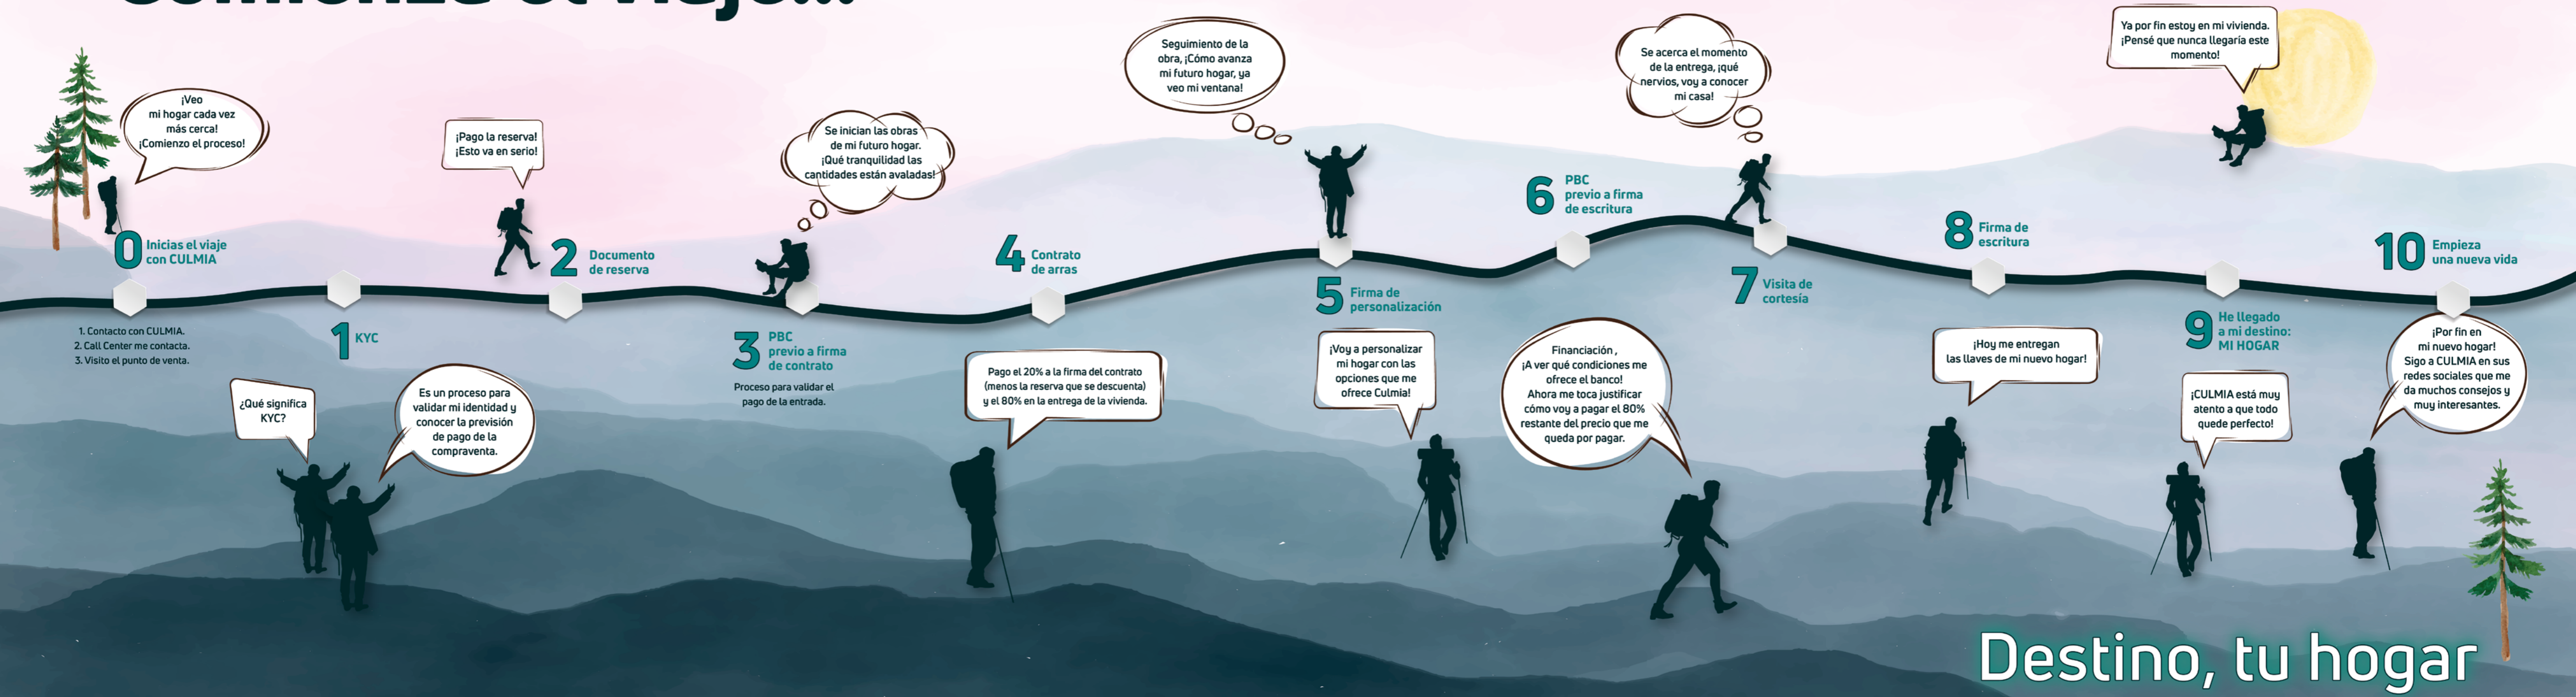 ¡Veo
mi hogar cada vez
más cerca!
¡Comienzo el proceso!
0 Inicias el viaje
con CULMIA
1. Contacto con CULMIA.
2. Call Center me contacta.
3. Visito el punto de venta.
1 KYC
¿Qué significa
KYC?
Es un proceso para
validar mi identidad y
conocer la previsión
de pago de la
compraventa.
¡Pago la reserva!
¡Esto va en serio!
2 Documento
de reserva
Se inician las obras
de mi futuro hogar.
¡Qué tranquilidad las
cantidades están avaladas!
3 PBC
previo a firma
de contrato
Proceso para validar el
pago de la entrada.
4 Contrato
de arras
Pago el 20% a la firma del contrato
(menos la reserva que se descuenta)
y el 80% en la entrega de la vivienda.
Seguimiento de la
obra, ¡Cómo avanza
mi futuro hogar, ya
veo mi ventana!
5 Firma de
personalización
¡Voy a personalizar
mi hogar con las
opciones que me
ofrece Culmia!
6 PBC
previo a firma
de escritura
Financiación ,
¡A ver qué condiciones me
ofrece el banco!
Ahora me toca justificar
cómo voy a pagar el 80%
restante del precio que me
queda por pagar.
Se acerca el momento
de la entrega, ¡qué
nervios, voy a conocer
mi casa!
7 Visita de
cortesía
8 Firma de
escritura
¡Hoy me entregan
las llaves de mi nuevo hogar!
Ya por fin estoy en mi vivienda.
¡Pensé que nunca llegaría este
momento!
9 He llegado
a mi destino:
MI HOGAR
¡CULMIA está muy
atento a que todo
quede perfecto!
10 Empieza
una nueva vida
¡Por fin en
mi nuevo hogar!
Sigo a CULMIA en sus
redes sociales que me
da muchos consejos y
muy interesantes.
Destino, tu hogar